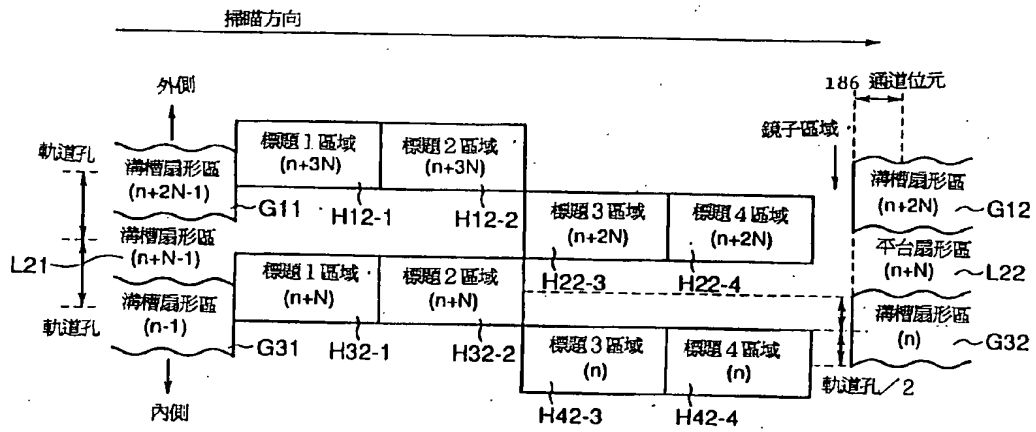 掃瞄方向
186 通道位元
外側
鏡子區域
標題1區域
(n+3N)
標題2區域
(n+3N)
軌道孔
溝槽扇形區
(n+2N-1)
G11
H12-1
H12-2
標題3區域
(n+2N)
標題4區域
(n+2N)
溝槽扇形區
(n+2N)
G12
溝槽扇形區
(n+N-1)
L21
平台扇形區
(n+N)
L22
標題1區域
(n+N)
標題2區域
(n+N)
H22-3
H22-4
軌道孔
溝槽扇形區
(n-1)
G31
H32-1
H32-2
溝槽扇形區
(n)
G32
標題3區域
(n)
標題4區域
(n)
軌道孔/2
內側
H42-3
H42-4